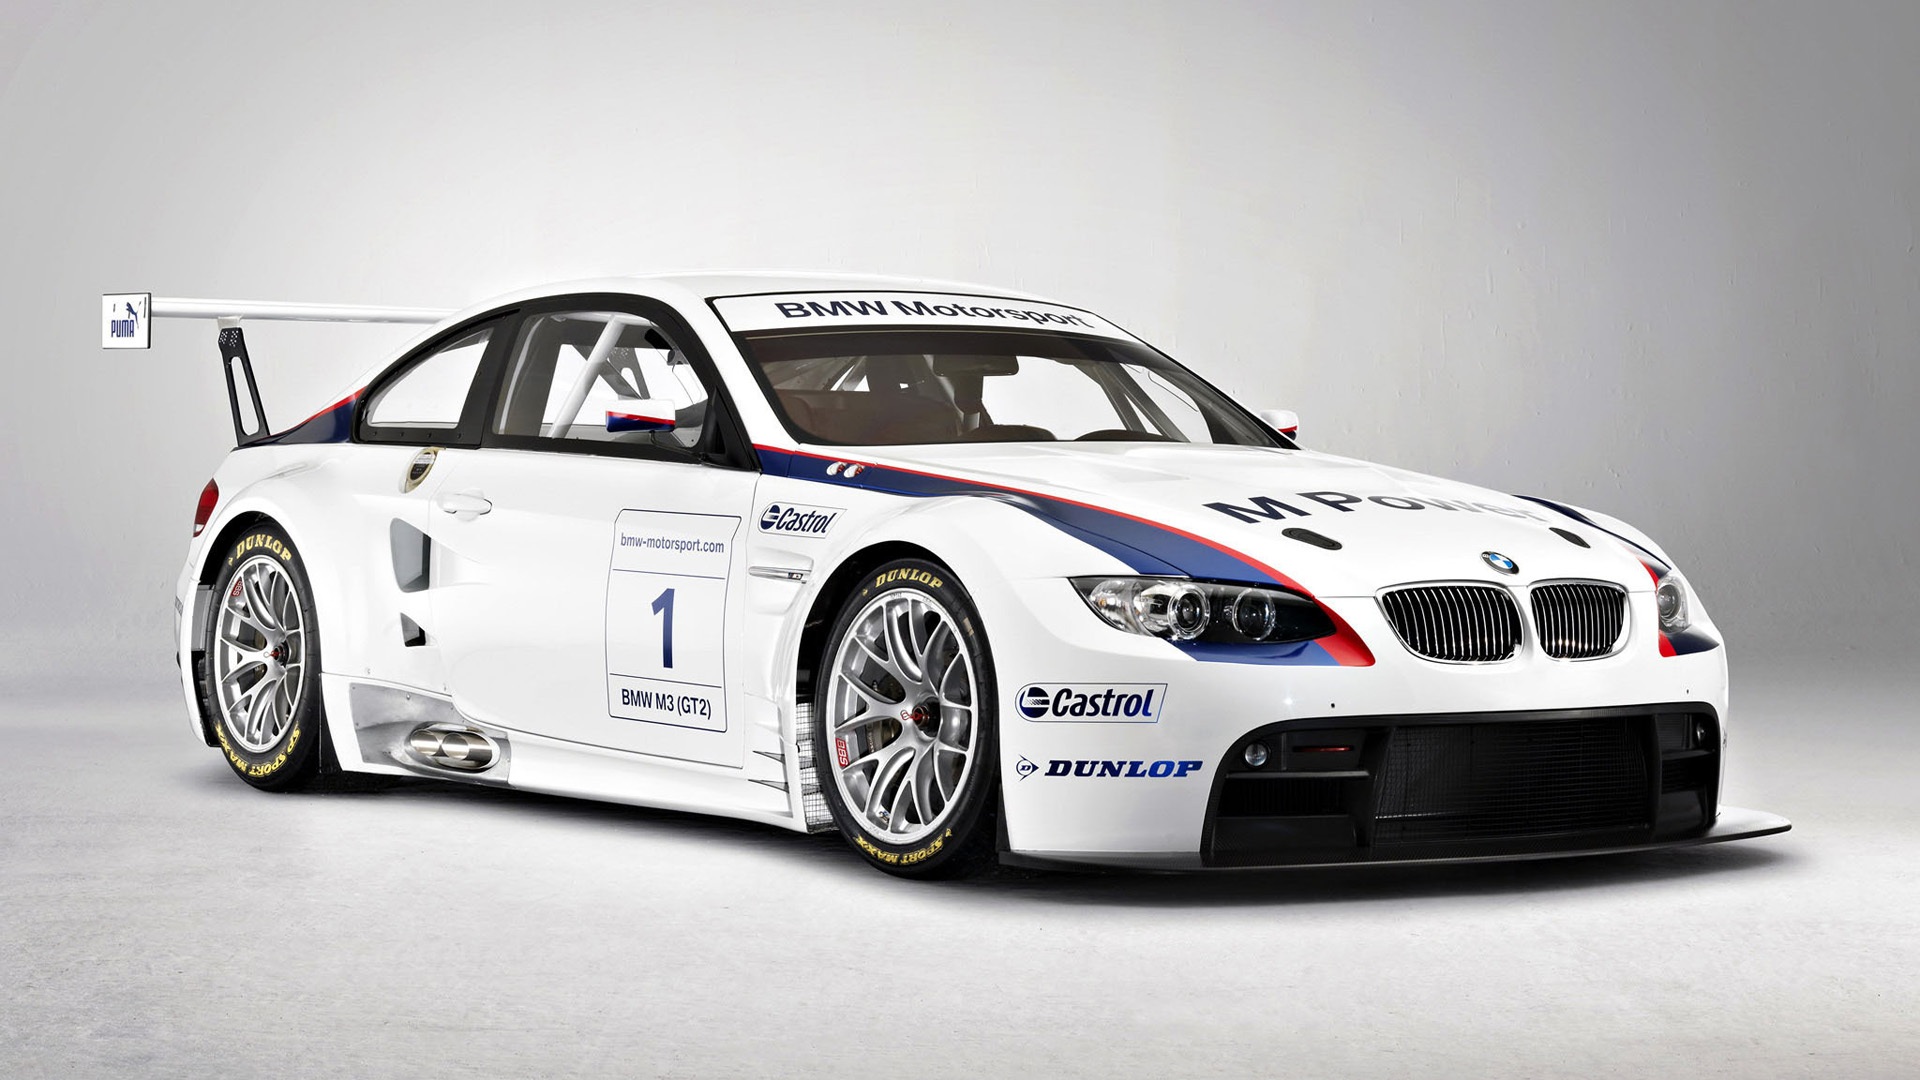 BMW Motorsport
PUMA
M POWER
Castrol
bmw-motorsport.com
1
BMW M3 (GT2)
DUNLOP
SP SPORT MAXX
BBS
DUNLOP
SP SPORT MAXX
BBS
Castrol
DUNLOP